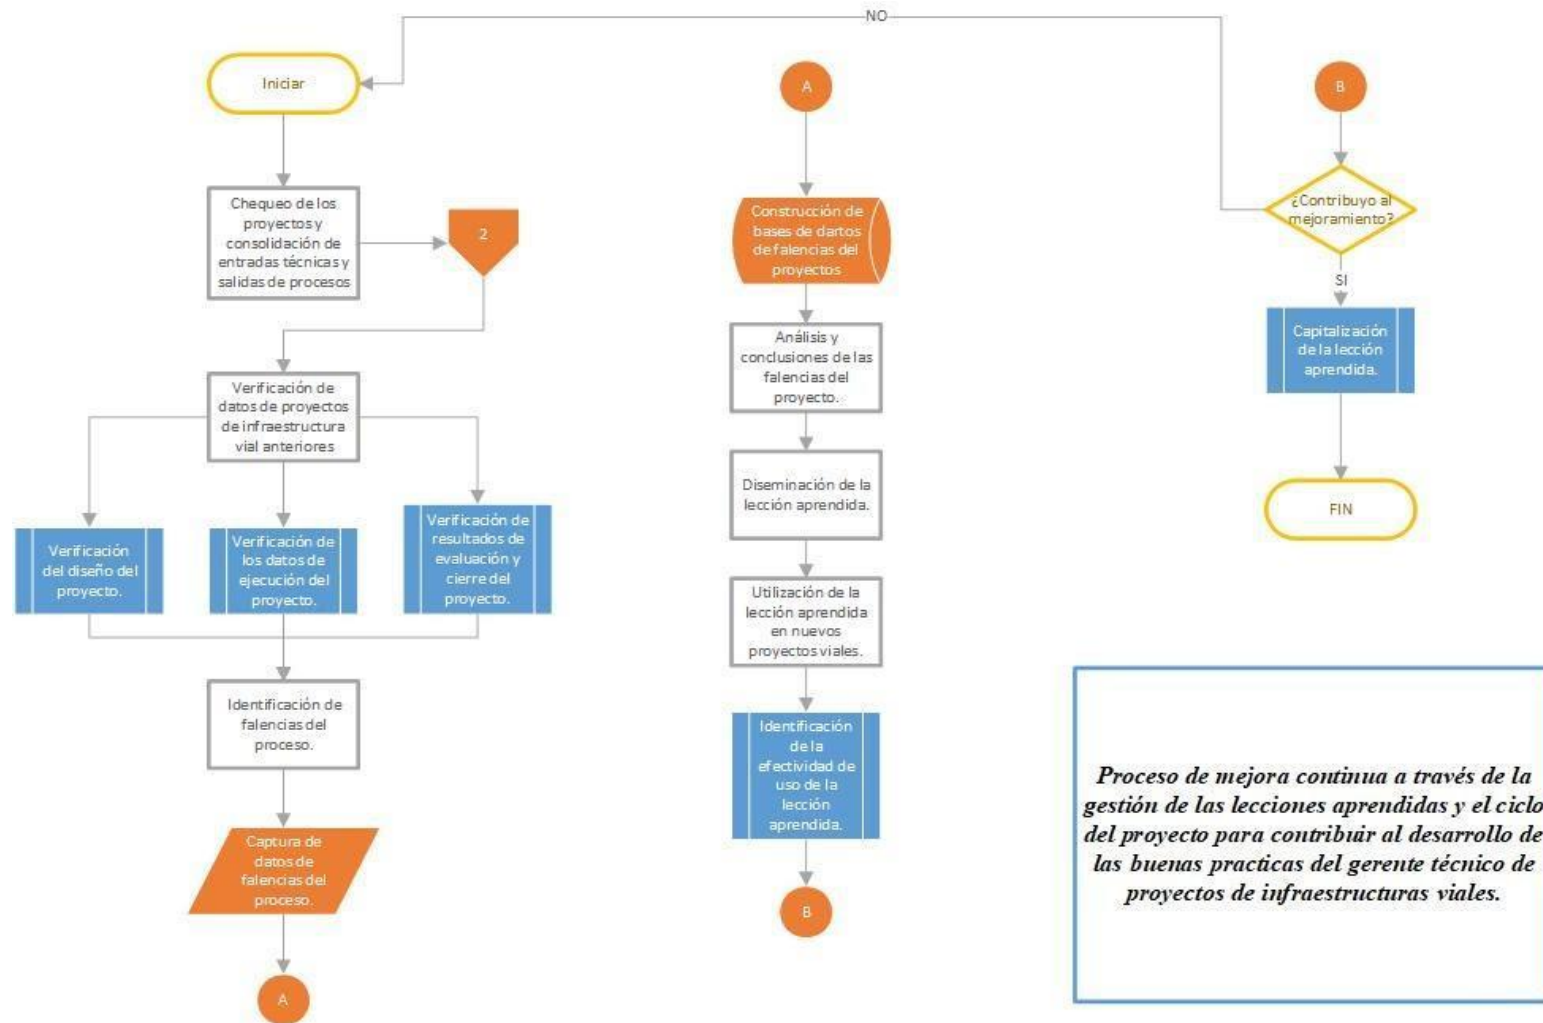 NO
Iniciar
Chequeo de los
proyectos y
consolidación de
entradas técnicas y
salidas de procesos
2
Verificación de
datos de proyectos
de infraestructura
vial anteriores
Verificación
del diseño del
proyecto.
Verificación de
los datos de
ejecución del
proyecto.
Verificación de
resultados de
evaluación y
cierre del
proyecto.
Identificación de
falencias del
proceso.
Captura de
datos de
falencias del
proceso.
A
A
Construcción de
bases de dartos
de falencias del
proyectos
Análisis y
conclusiones de las
falencias del
proyecto.
Diseminación de la
lección aprendida.
Utilización de la
lección aprendida
en nuevos
proyectos viales.
Identificación
de la
efectividad de
uso de la
lección
aprendida.
B
B
¿Contribuyo al
mejoramiento?
SI
Capitalización
de la lección
aprendida.
FIN
Proceso de mejora continua a través de la
gestión de las lecciones aprendidas y el ciclo
del proyecto para contribuir al desarrollo de
las buenas practicas del gerente técnico de
proyectos de infraestructuras viales.